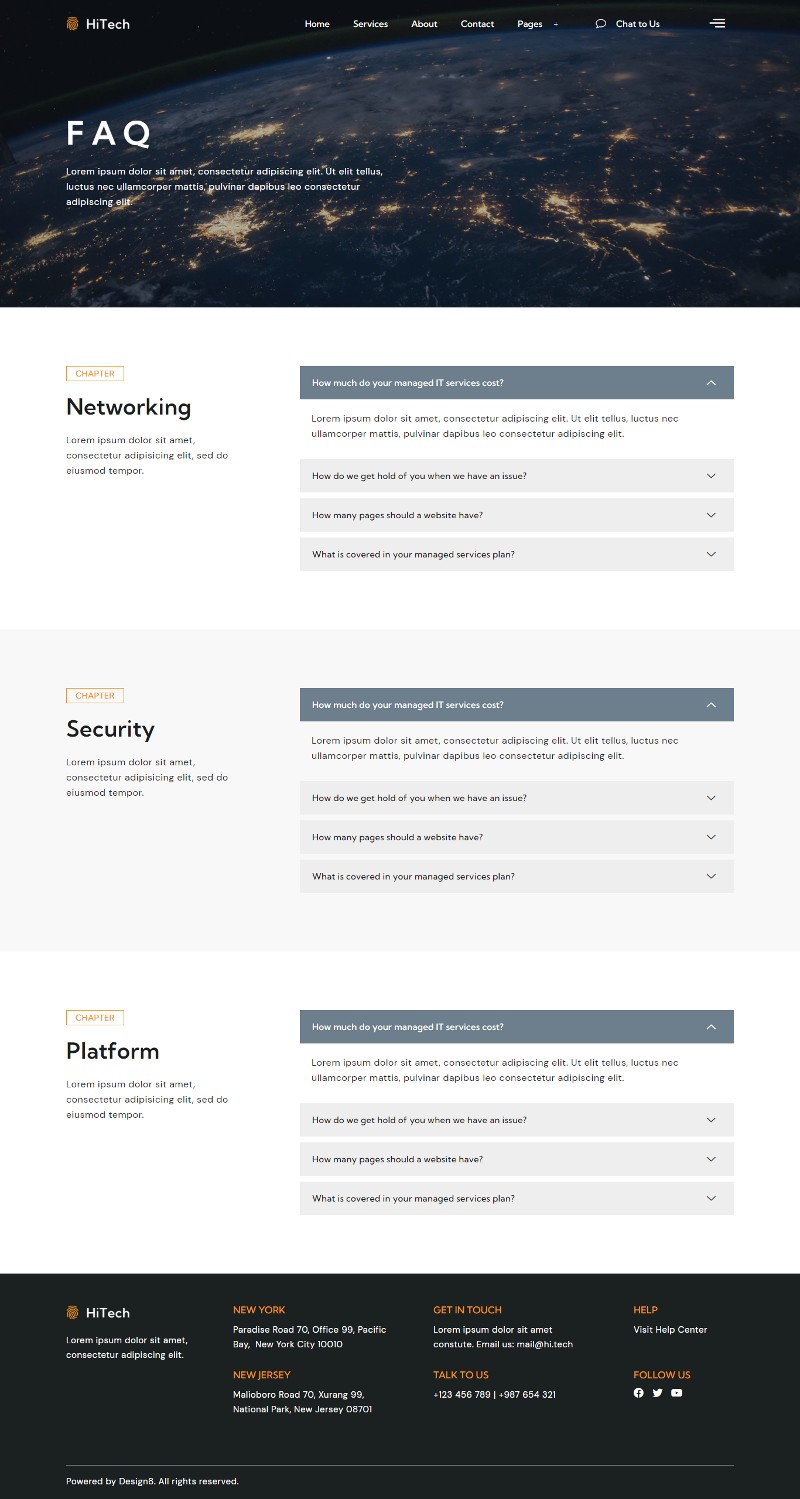 HiTech
Home Services About Contact Pages - Chat to Us
FAQ
Lorem ipsum dolor sit amet, consectetur adipiscing elit. Ut elit tellus,
luctus nec ullamcorper mattis, pulvinar dapibus leo consectetur
adipiscing elit.
CHAPTER
Networking
Lorem ipsum dolor sit amet,
consectetur adipisicing elit, sed do
eiusmod tempor.
How much do your managed IT services cost?
Lorem ipsum dolor sit amet, consectetur adipiscing elit. Ut elit tellus, luctus nec
ullamcorper mattis, pulvinar dapibus leo consectetur adipiscing elit.
How do we get hold of you when we have an issue?
How many pages should a website have?
What is covered in your managed services plan?
CHAPTER
Security
Lorem ipsum dolor sit amet,
consectetur adipisicing elit, sed do
eiusmod tempor.
How much do your managed IT services cost?
Lorem ipsum dolor sit amet, consectetur adipiscing elit. Ut elit tellus, luctus nec
ullamcorper mattis, pulvinar dapibus leo consectetur adipiscing elit.
How do we get hold of you when we have an issue?
How many pages should a website have?
What is covered in your managed services plan?
CHAPTER
Platform
Lorem ipsum dolor sit amet,
consectetur adipisicing elit, sed do
eiusmod tempor.
How much do your managed IT services cost?
Lorem ipsum dolor sit amet, consectetur adipiscing elit. Ut elit tellus, luctus nec
ullamcorper mattis, pulvinar dapibus leo consectetur adipiscing elit.
How do we get hold of you when we have an issue?
How many pages should a website have?
What is covered in your managed services plan?
HiTech
Lorem ipsum dolor sit amet,
consectetur adipiscing elit.
NEW YORK
Paradise Road 70, Office 99, Pacific
Bay, New York City 10010
NEW JERSEY
Malioboro Road 70, Xurang 99,
National Park, New Jersey 08701
GET IN TOUCH
Lorem ipsum dolor sit amet
constute. Email us: mail@hi.tech
TALK TO US
+123 456 789 | +987 654 321
HELP
Visit Help Center
FOLLOW US
Powered by Design8. All rights reserved.